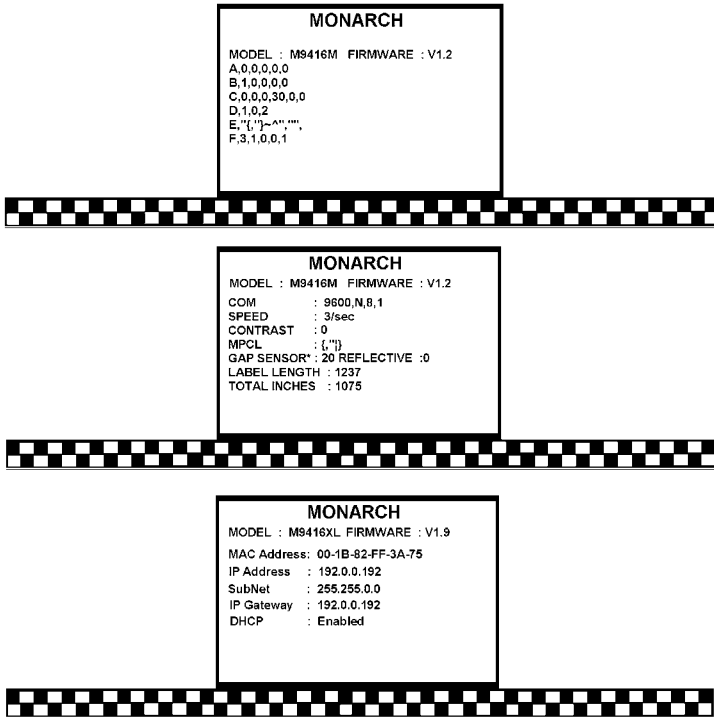 MONARCH
MODEL : M9416M FIRMWARE : V1.2
A,0,0,0,0,0
B,1,0,0,0,0
C,0,0,0,30,0,0
D,1,0,2
E,"{,"}~^","",
F,3,1,0,0,1
MONARCH
MODEL : M9416M FIRMWARE : V1.2
COM : 9600,N,8,1
SPEED : 3/sec
CONTRAST : 0
MPCL : {,"|}
GAP SENSOR* : 20 REFLECTIVE :0
LABEL LENGTH : 1237
TOTAL INCHES : 1075
MONARCH
MODEL : M9416XL FIRMWARE : V1.9
MAC Address: 00-1B-82-FF-3A-75
IP Address : 192.0.0.192
SubNet : 255.255.0.0
IP Gateway : 192.0.0.192
DHCP : Enabled